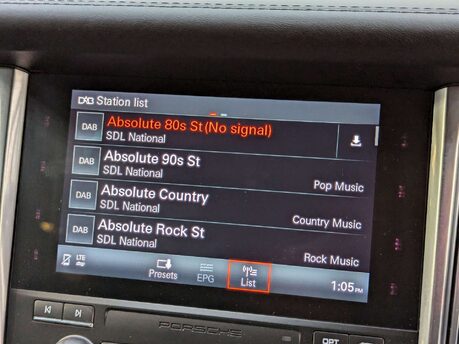 DAB Station list
DAB Absolute 80s St (No signal)
SDL National
DAB Absolute 90s St
SDL National Pop Music
DAB Absolute Country
SDL National Country Music
DAB Absolute Rock St
SDL National Rock Music
LTE Presets EPG List 1:05PM
PORSCHE
OPT